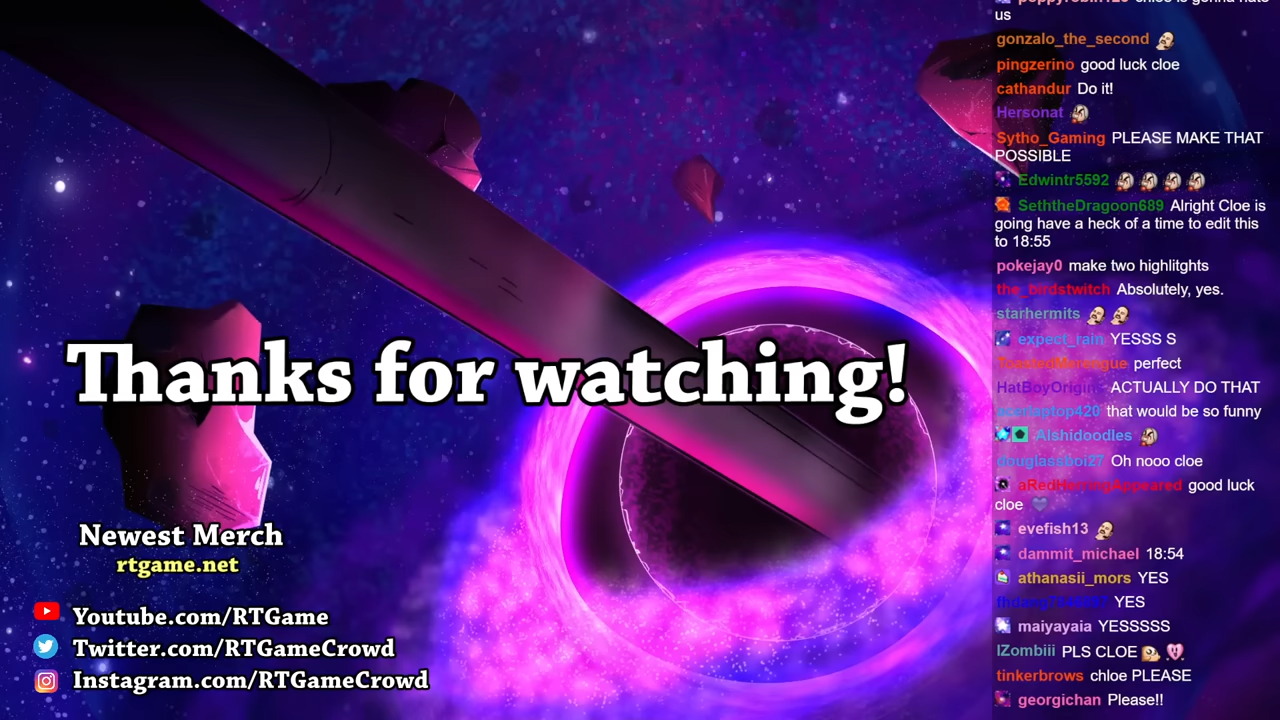 Thanks for watching!
Newest Merch
rtgame.net
Youtube.com/RTGame
Twitter.com/RTGameCrowd
Instagram.com/RTGameCrowd
us
gonzalo_the_second
pingzerino good luck cloe
cathandur Do it!
Hersonat
Sytho_Gaming PLEASE MAKE THAT
POSSIBLE
Edwintr5592
SeththeDragoon689 Alright Cloe is
going have a heck of a time to edit this
to 18:55
pokejay0 make two highlitghts
the_birdstwitch Absolutely, yes.
starhermits
expect_rain YESSS S
ToastedMerengue perfect
HatBoyOrigin ACTUALLY DO THAT
acerlaptop420 that would be so funny
Alshidoodles
douglassboi27 Oh nooo cloe
aRedHerringAppeared good luck
cloe
evefish13
dammit_michael 18:54
athanasii_mors YES
YES
maiyayaia YESSSSS
IZombiii PLS CLOE
tinkerbrows chloe PLEASE
georgichan Please!!